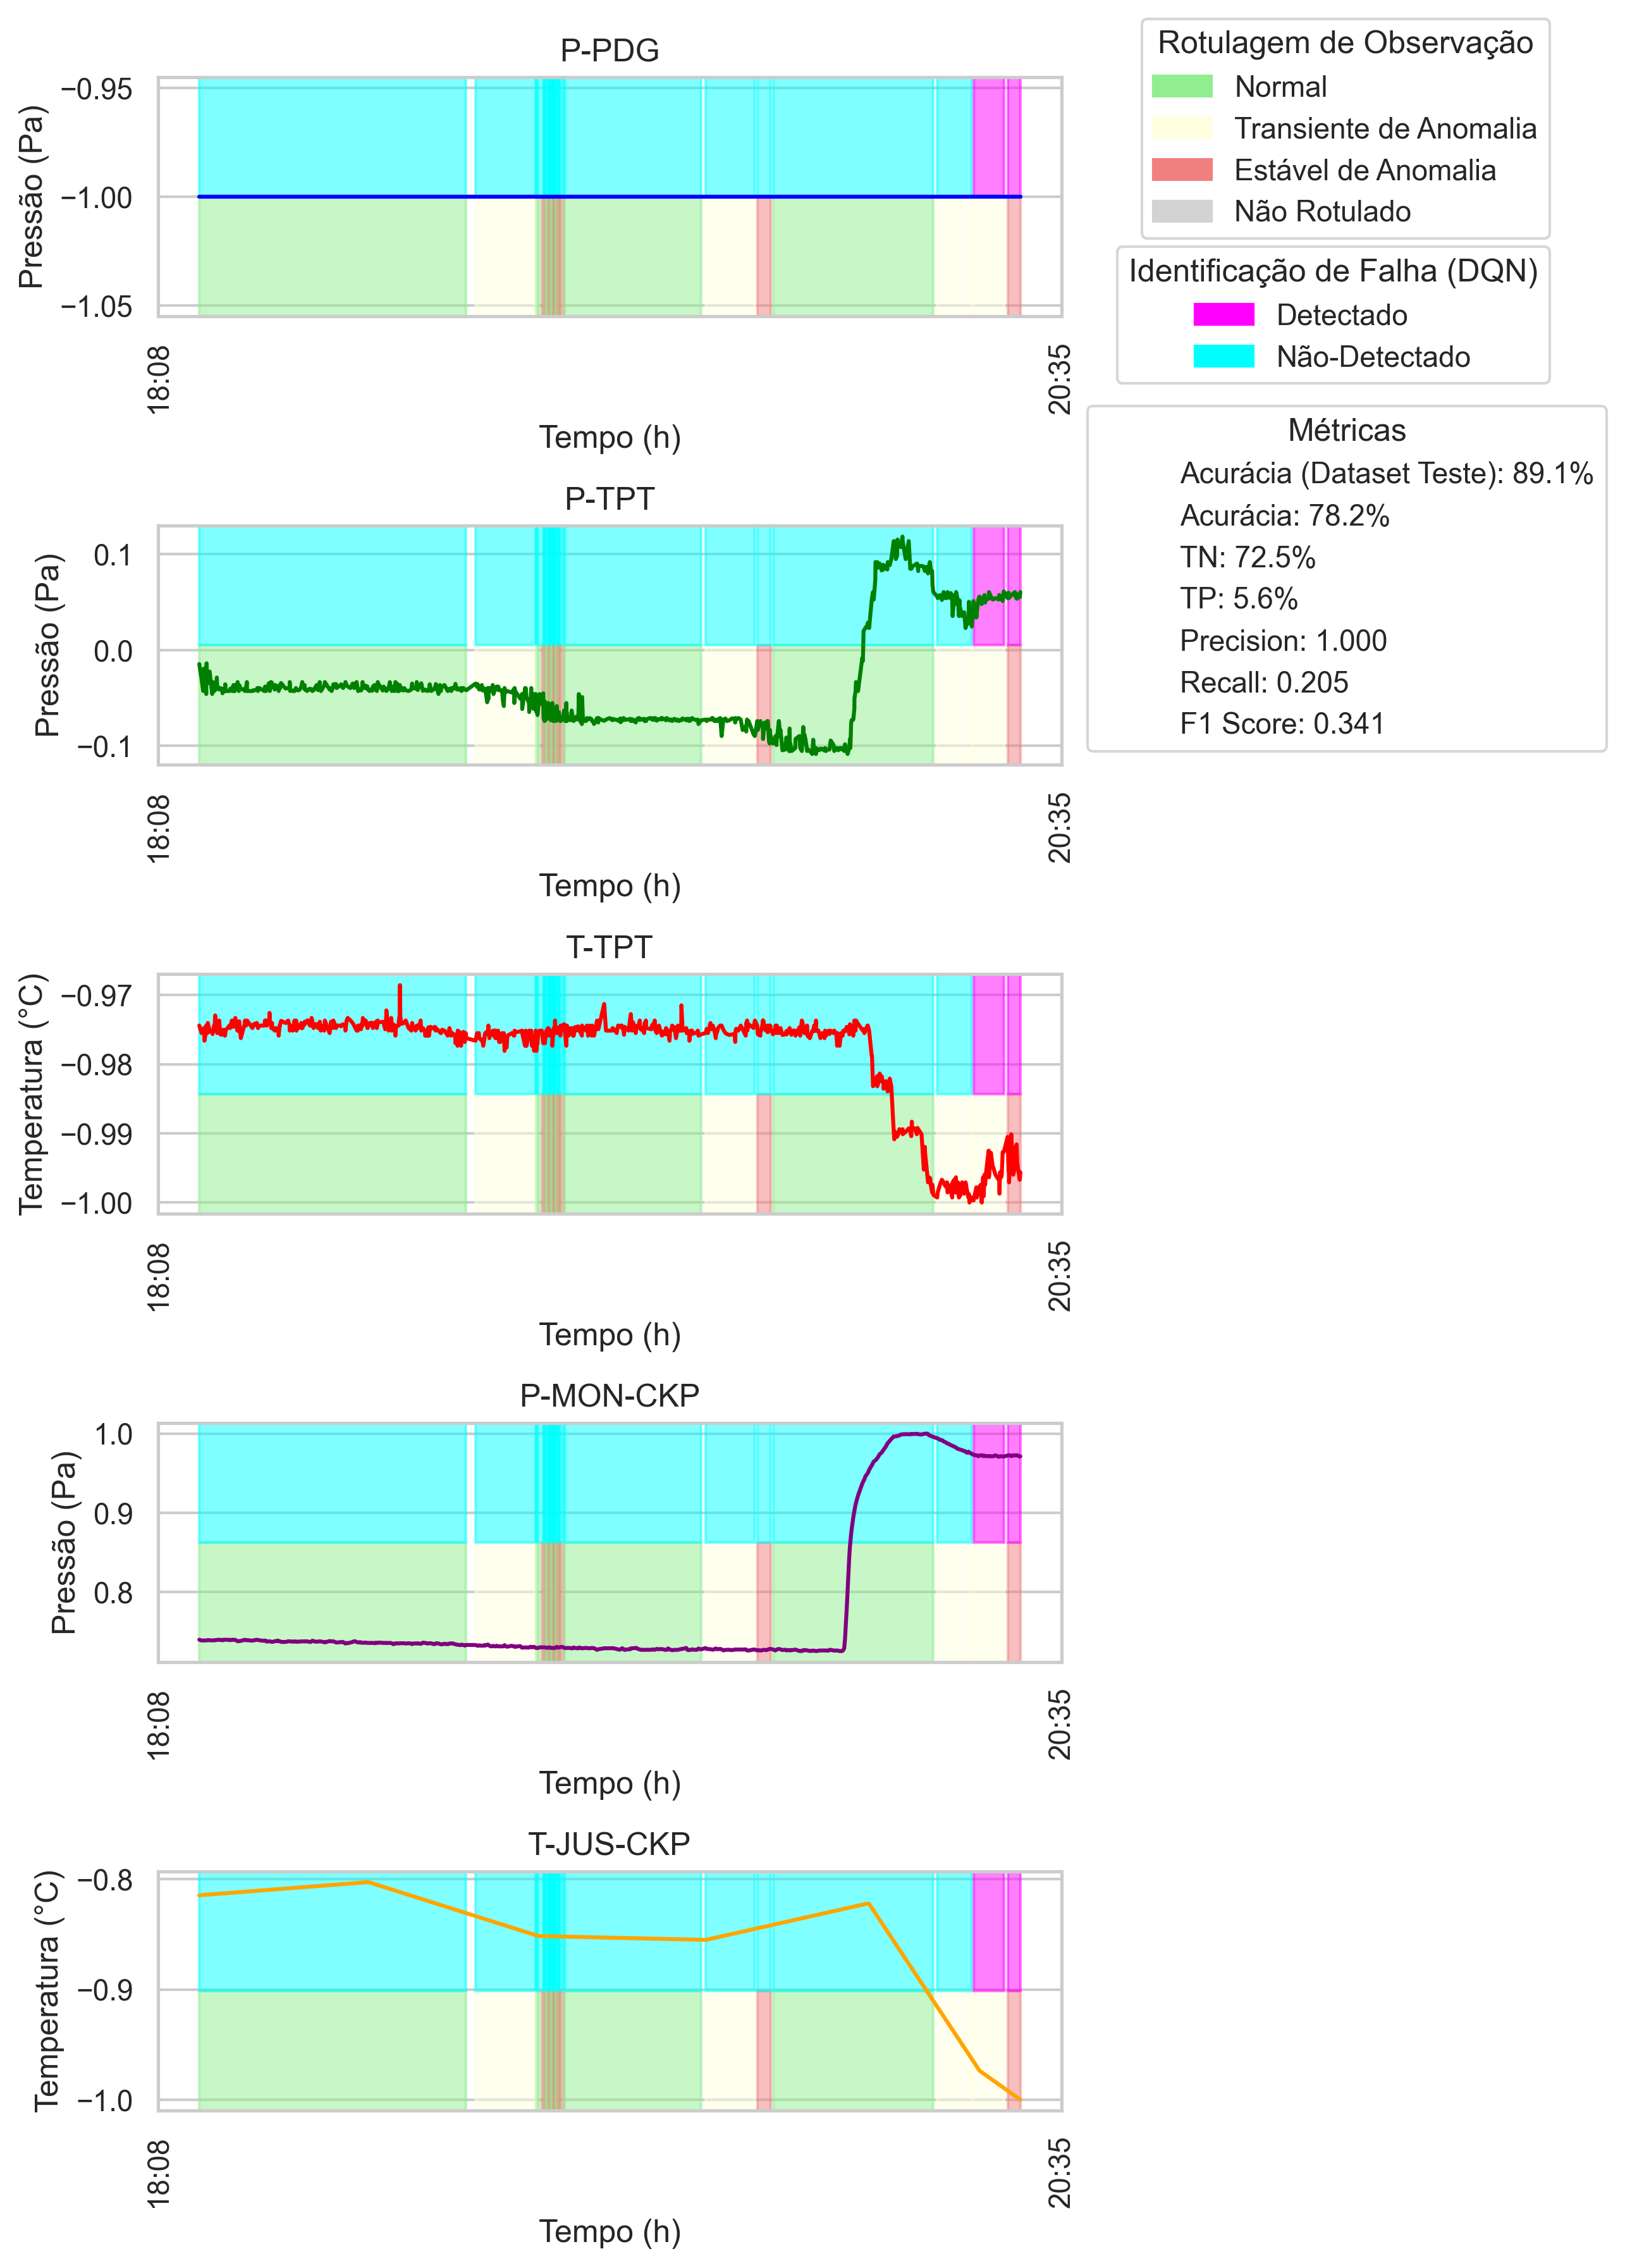 P-PDG
Pressão (Pa)
−0.95
−1.00
−1.05
18:08
20:35
Tempo (h)
Rotulagem de Observação
Normal
Transiente de Anomalia
Estável de Anomalia
Não Rotulado
Identificação de Falha (DQN)
Detectado
Não-Detectado
Métricas
Acurácia (Dataset Teste): 89.1%
Acurácia: 78.2%
TN: 72.5%
TP: 5.6%
Precision: 1.000
Recall: 0.205
F1 Score: 0.341
P-TPT
Pressão (Pa)
0.1
0.0
−0.1
18:08
20:35
Tempo (h)
T-TPT
Temperatura (°C)
−0.97
−0.98
−0.99
−1.00
18:08
20:35
Tempo (h)
P-MON-CKP
Pressão (Pa)
1.0
0.9
0.8
18:08
20:35
Tempo (h)
T-JUS-CKP
Temperatura (°C)
−0.8
−0.9
−1.0
18:08
20:35
Tempo (h)